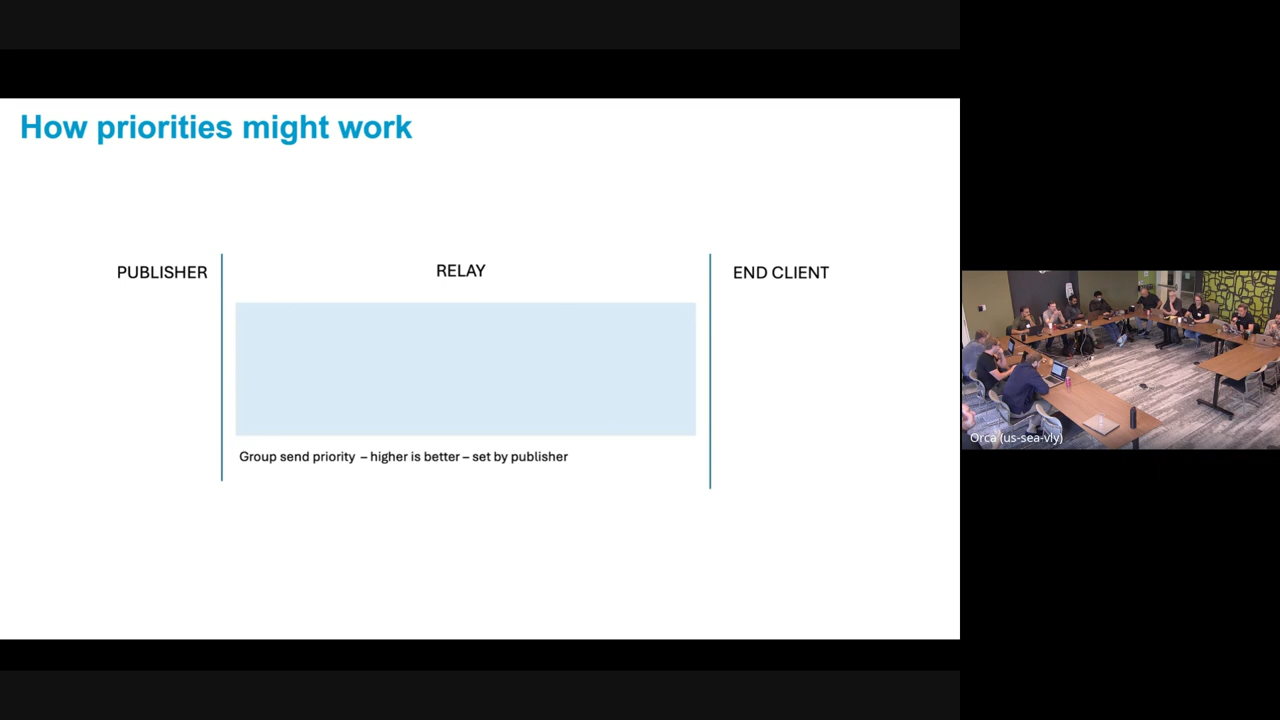 How priorities might work
PUBLISHER
RELAY
END CLIENT
Group send priority – higher is better – set by publisher
Orca (us-sea-vly)